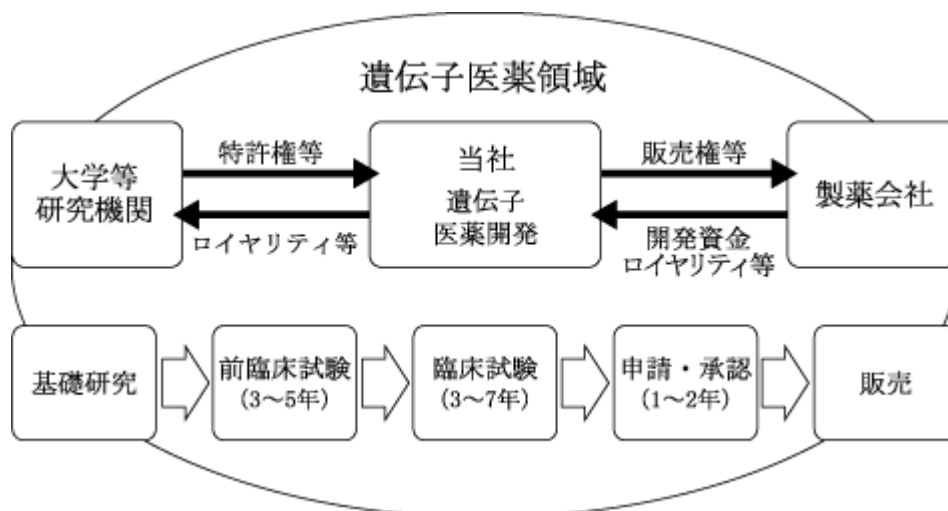 遺伝子医薬領域
大学等
研究機関
特許権等
ロイヤリティ等
当社
遺伝子
医薬開発
販売権等
開発資金
ロイヤリティ等
製薬会社
基礎研究
前臨床試験
(3～5年)
臨床試験
(3～7年)
申請・承認
(1～2年)
販売